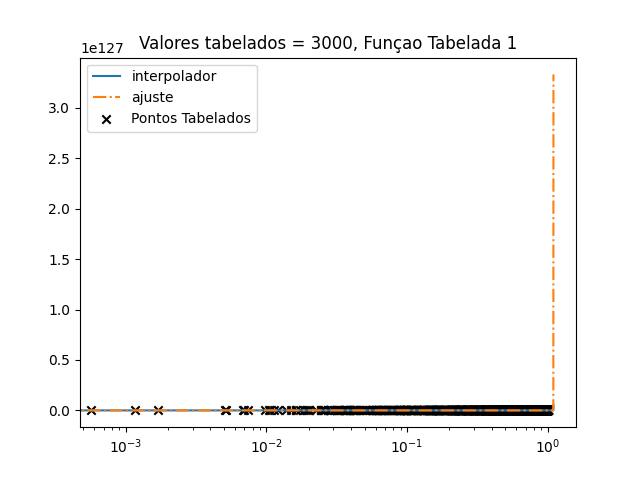 Valores tabelados = 3000, Funçao Tabelada 1
1e127
interpolador
ajuste
Pontos Tabelados
3.0
2.5
2.0
1.5
1.0
0.5
0.0
10⁻³ 10⁻² 10⁻¹ 10⁰